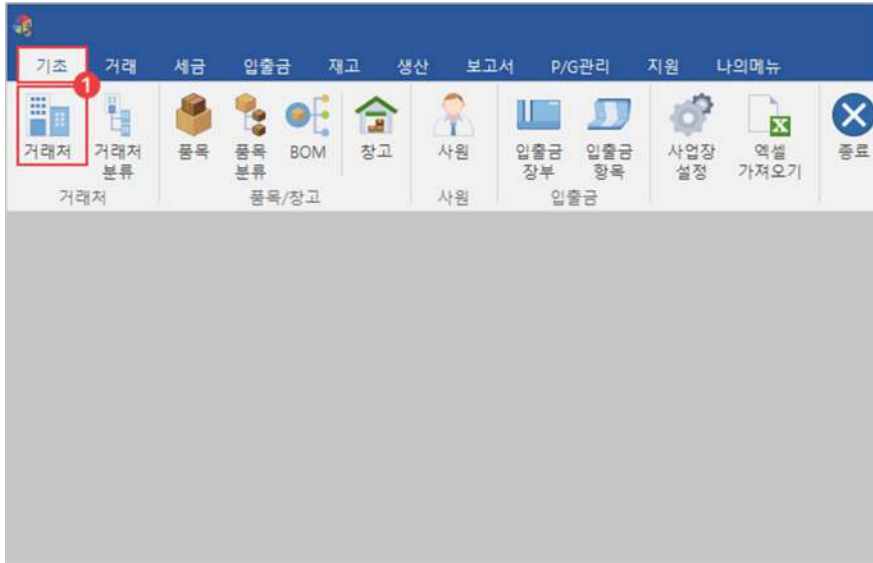 기초 거래 세금 입출금 재고 생산 보고서 P/G관리 지원 나의메뉴
1
거래처 거래처 분류 품목 품목 분류 BOM 창고 사원 입출금 장부 입출금 항목 사업장 설정 엑셀 가져오기 종료
거래처 품목/창고 사원 입출금